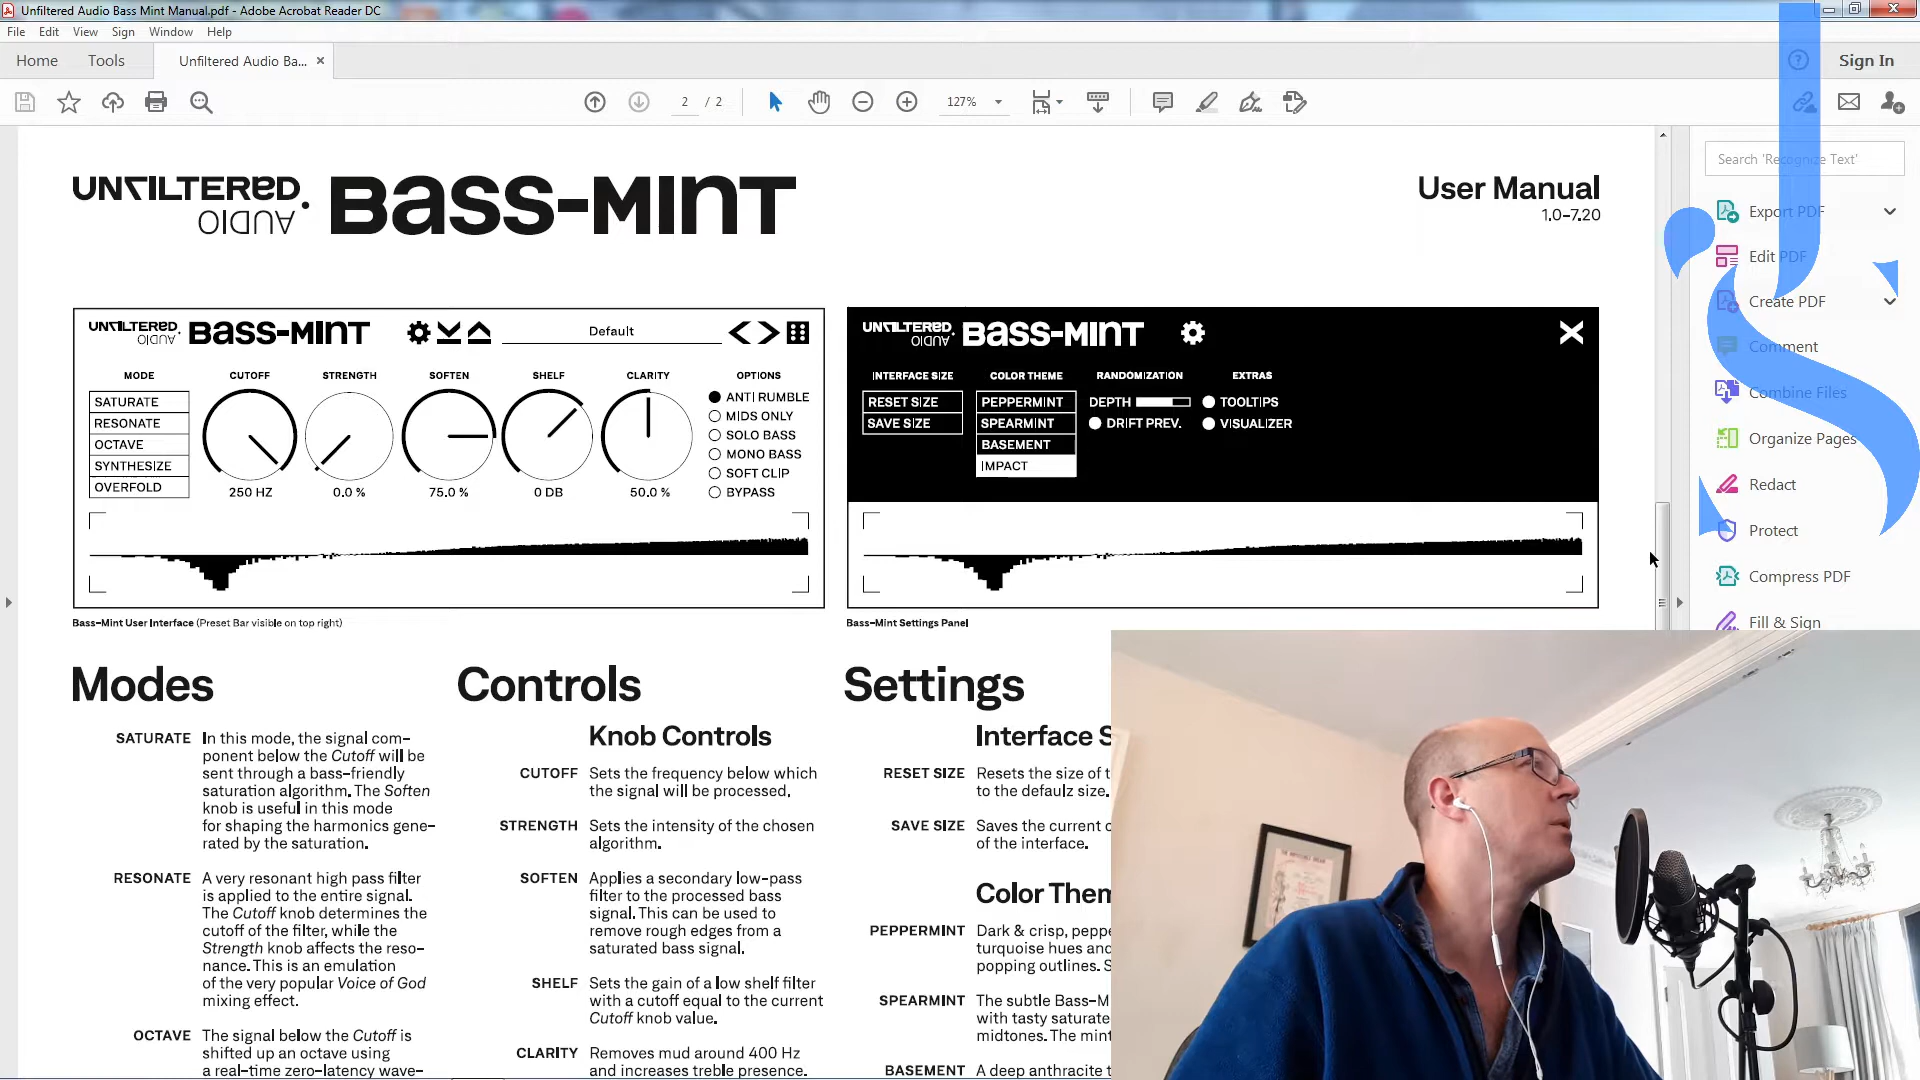 Unfiltered Audio Bass Mint Manual.pdf - Adobe Acrobat Reader DC
File Edit View Sign Window Help
Home Tools Unfiltered Audio Ba... × Sign In
2 / 2 127%
Search 'Recognize Text'
Export PDF
Edit PDF
Create PDF
Comment
Combine Files
Organize Pages
Redact
Protect
Compress PDF
Fill & Sign
UNFILTERED AUDIO BASS-MINT
User Manual
1.0-7.20
UNFILTERED AUDIO BASS-MINT Default
MODE CUTOFF STRENGTH SOFTEN SHELF CLARITY OPTIONS
SATURATE
RESONATE
OCTAVE
SYNTHESIZE
OVERFOLD
250 HZ 0.0 % 75.0 % 0 DB 50.0 %
ANTI RUMBLE
MIDS ONLY
SOLO BASS
MONO BASS
SOFT CLIP
BYPASS
Bass-Mint User Interface (Preset Bar visible on top right)
UNFILTERED AUDIO BASS-MINT
INTERFACE SIZE COLOR THEME RANDOMIZATION EXTRAS
RESET SIZE PEPPERMINT DEPTH TOOLTIPS
SAVE SIZE SPEARMINT DRIFT PREV. VISUALIZER
BASEMENT
IMPACT
Bass-Mint Settings Panel
Modes
SATURATE In this mode, the signal com-
ponent below the Cutoff will be
sent through a bass-friendly
saturation algorithm. The Soften
knob is useful in this mode
for shaping the harmonics gene-
rated by the saturation.
RESONATE A very resonant high pass filter
is applied to the entire signal.
The Cutoff knob determines the
cutoff of the filter, while the
Strength knob affects the reso-
nance. This is an emulation
of the very popular Voice of God
mixing effect.
OCTAVE The signal below the Cutoff is
shifted up an octave using
a real-time zero-latency wave-
Controls
Knob Controls
CUTOFF Sets the frequency below which
the signal will be processed.
STRENGTH Sets the intensity of the chosen
algorithm.
SOFTEN Applies a secondary low-pass
filter to the processed bass
signal. This can be used to
remove rough edges from a
saturated bass signal.
SHELF Sets the gain of a low shelf filter
with a cutoff equal to the current
Cutoff knob value.
CLARITY Removes mud around 400 Hz
and increases treble presence.
Settings
Interface S
RESET SIZE Resets the size of t
to the defaulz size.
SAVE SIZE Saves the current c
of the interface.
Color Them
PEPPERMINT Dark & crisp, peppe
turquoise hues and
popping outlines. S
SPEARMINT The subtle Bass-M
with tasty saturate
midtones. The mint
BASEMENT A deep anthracite t